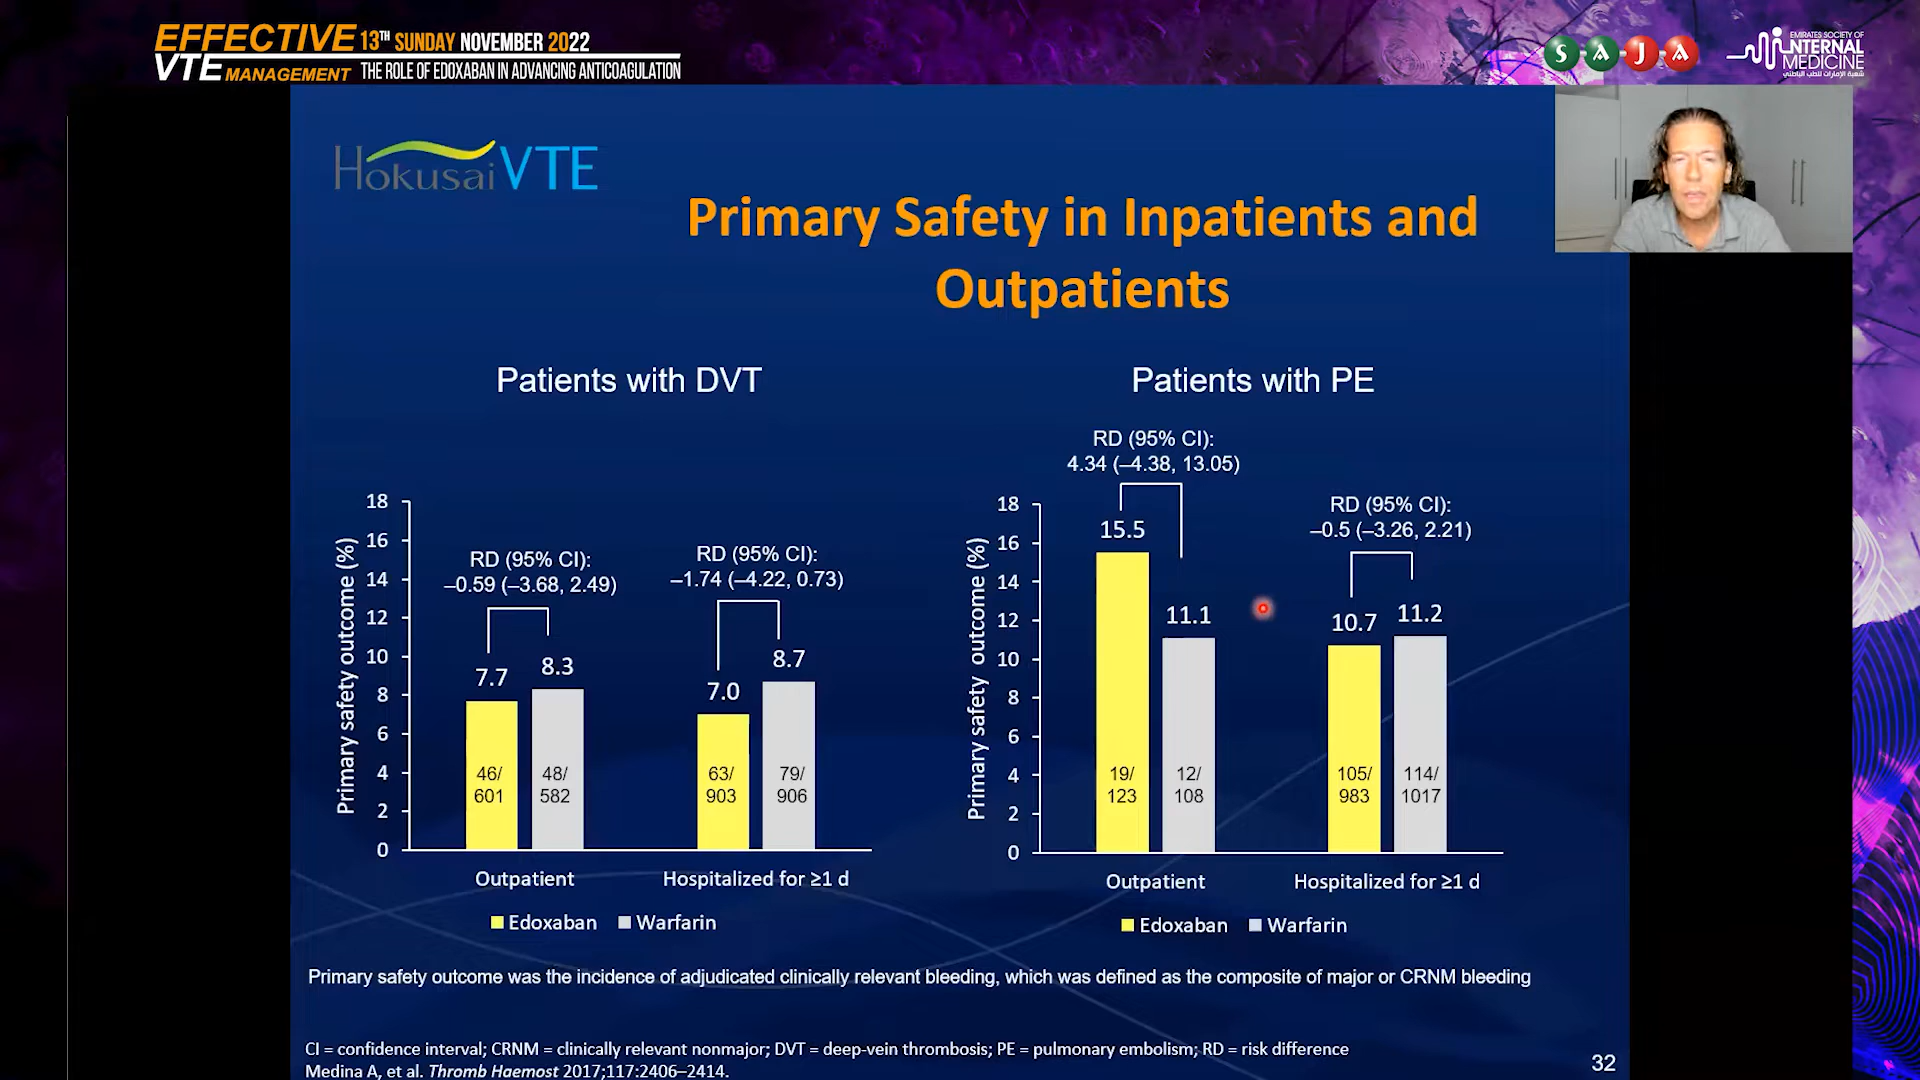 EFFECTIVE 13TH SUNDAY NOVEMBER 2022
VTE MANAGEMENT THE ROLE OF EDOXABAN IN ADVANCING ANTICOAGULATION
S A J A
EMIRATES SOCIETY OF
INTERNAL
MEDICINE
شعبة الإمارات للطب الباطني
Hokusai VTE
Primary Safety in Inpatients and
Outpatients
Patients with DVT
Primary safety outcome (%)
18
16
14
12
10
8
6
4
2
0
RD (95% CI):
–0.59 (–3.68, 2.49)
RD (95% CI):
–1.74 (–4.22, 0.73)
7.7
8.3
7.0
8.7
46/
601
48/
582
63/
903
79/
906
Outpatient
Hospitalized for ≥1 d
Edoxaban
Warfarin
Patients with PE
Primary safety outcome (%)
18
16
14
12
10
8
6
4
2
0
RD (95% CI):
4.34 (–4.38, 13.05)
RD (95% CI):
–0.5 (–3.26, 2.21)
15.5
11.1
10.7
11.2
19/
123
12/
108
105/
983
114/
1017
Outpatient
Hospitalized for ≥1 d
Edoxaban
Warfarin
Primary safety outcome was the incidence of adjudicated clinically relevant bleeding, which was defined as the composite of major or CRNM bleeding
CI = confidence interval; CRNM = clinically relevant nonmajor; DVT = deep-vein thrombosis; PE = pulmonary embolism; RD = risk difference
Medina A, et al. Thromb Haemost 2017;117:2406–2414.
32